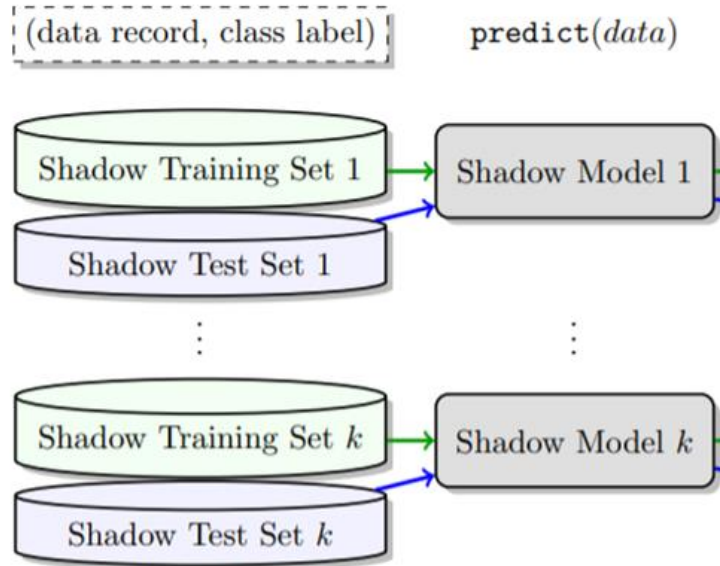 (data record, class label) predict(data)
Shadow Training Set 1
Shadow Model 1
Shadow Test Set 1
⋮ ⋮
Shadow Training Set k
Shadow Model k
Shadow Test Set k